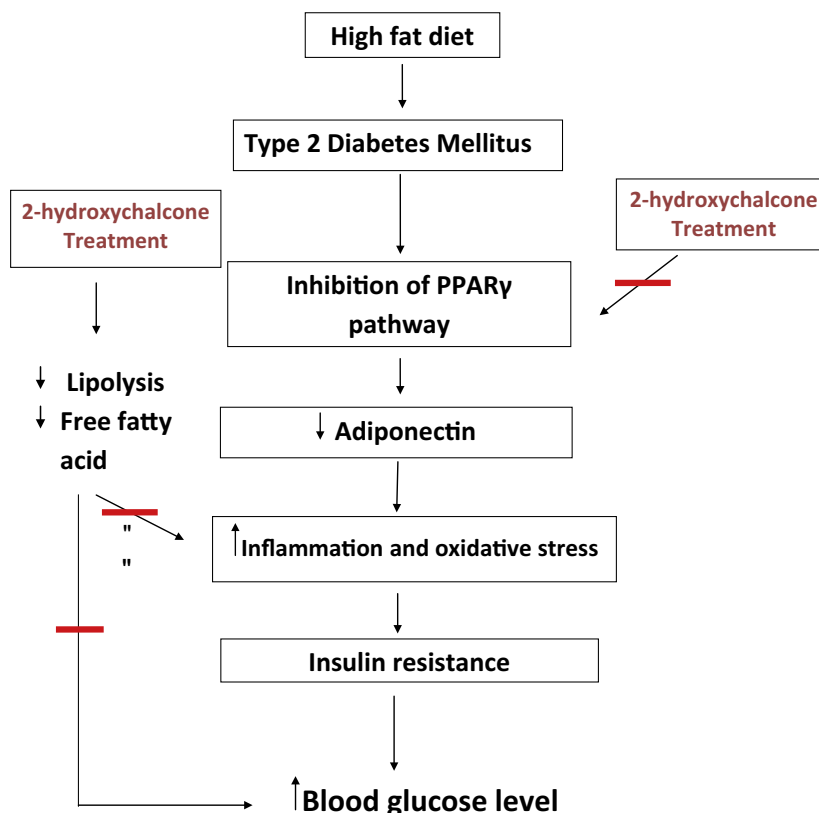 High fat diet
Type 2 Diabetes Mellitus
2-hydroxychalcone
Treatment
2-hydroxychalcone
Treatment
Inhibition of PPARγ
pathway
↓ Lipolysis
↓ Free fatty
acid
↓ Adiponectin
"
"
↑Inflammation and oxidative stress
Insulin resistance
↑Blood glucose level